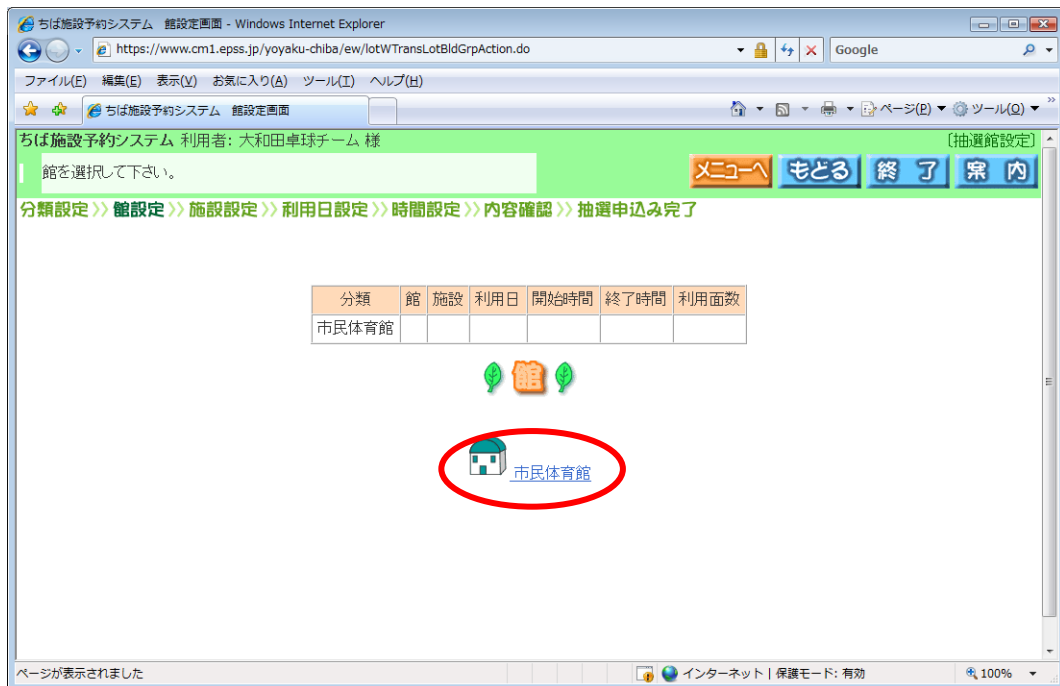 ちば施設予約システム　館設定画面 - Windows Internet Explorer
https://www.cm1.epss.jp/yoyaku-chiba/ew/lotWTransLotBldGrpAction.do
Google
ファイル(F) 編集(E) 表示(V) お気に入り(A) ツール(T) ヘルプ(H)
ちば施設予約システム　館設定画面
ページ(P) ツール(O) »
ちば施設予約システム 利用者: 大和田卓球チーム 様 〔抽選館設定〕
館を選択して下さい。
メニューへ もどる 終了 案内
分類設定>>館設定>>施設設定>>利用日設定>>時間設定>>内容確認>>抽選申込み完了
分類 館 施設 利用日 開始時間 終了時間 利用面数
市民体育館
館
市民体育館
ページが表示されました インターネット | 保護モード: 有効 100%